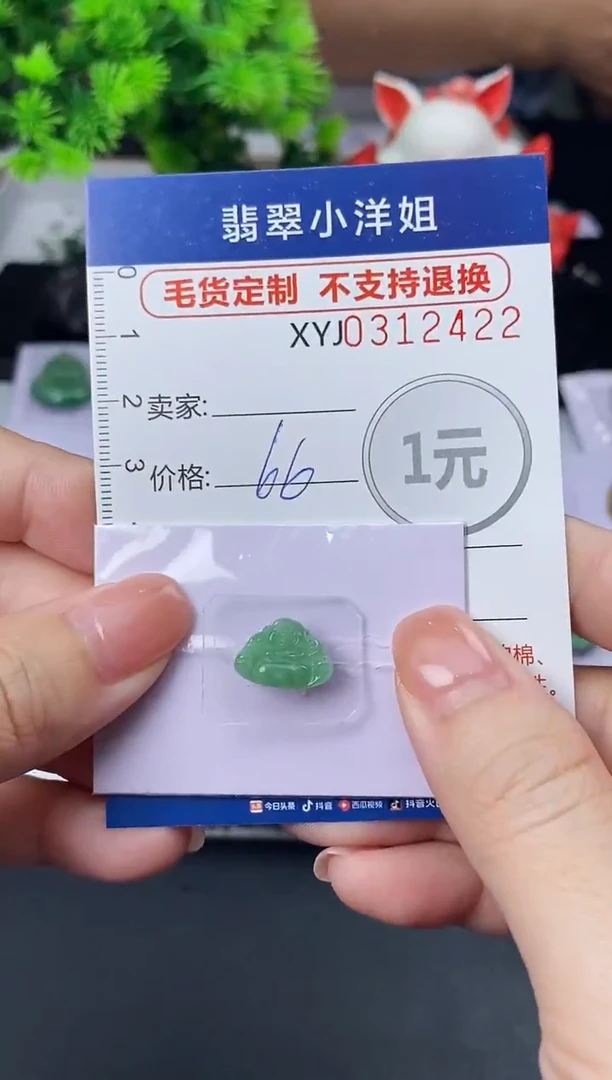 翡翠小洋姐
毛货定制 不支持退换
XYJ0312422
0
1
2
3
卖家:
价格: 66
1元
棉、
今日头条 抖音 西瓜视频 抖音火